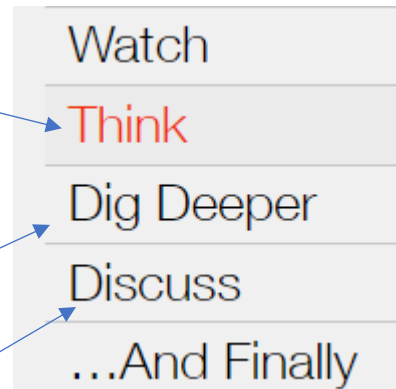 Watch
Think
Dig Deeper
Discuss
...And Finally